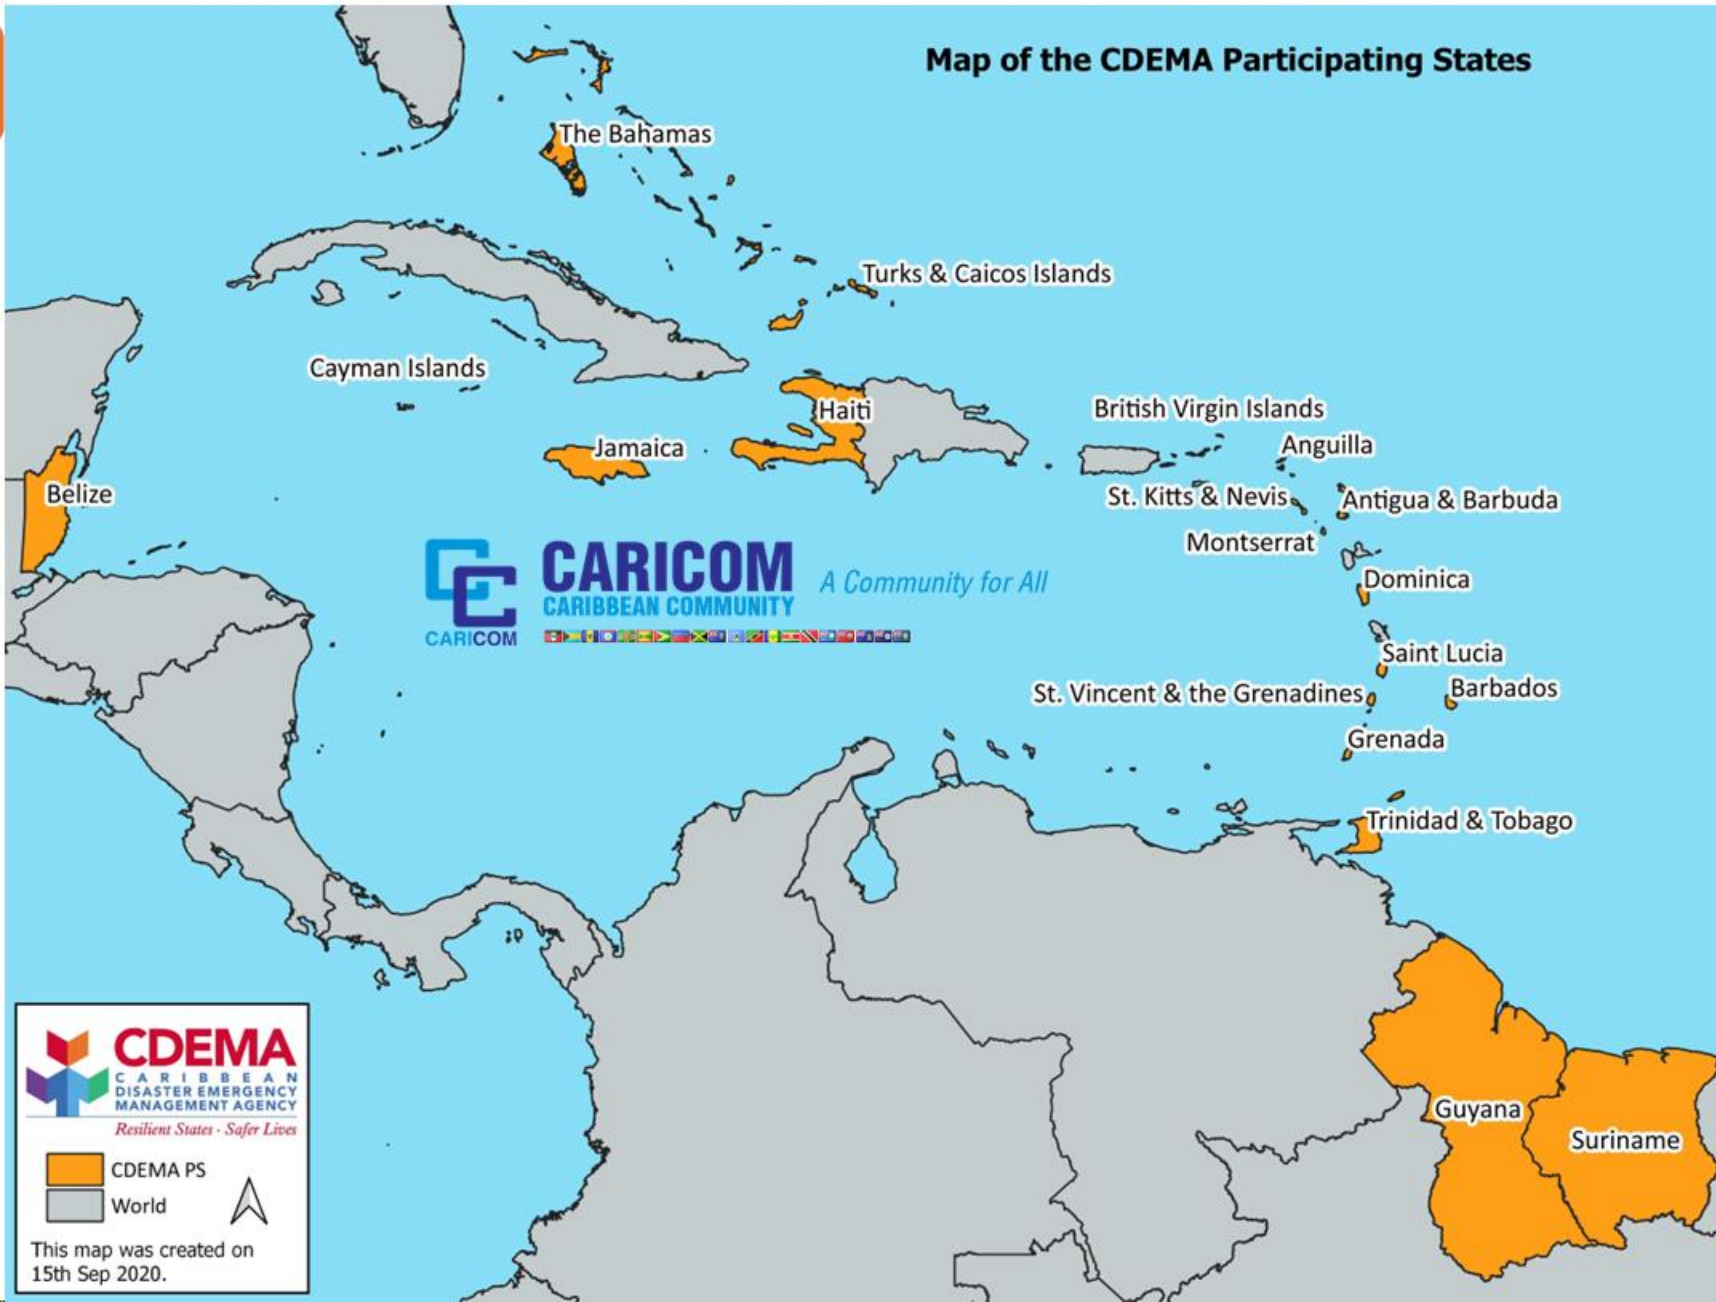 Map of the CDEMA Participating States
The Bahamas
Turks & Caicos Islands
Cayman Islands
Haiti
British Virgin Islands
Jamaica
Anguilla
Belize
St. Kitts & Nevis
Antigua & Barbuda
Montserrat
CARICOM
CARIBBEAN COMMUNITY
A Community for All
CARICOM
Dominica
Saint Lucia
St. Vincent & the Grenadines
Barbados
Grenada
Trinidad & Tobago
Guyana
Suriname
CDEMA
CARIBBEAN
DISASTER EMERGENCY
MANAGEMENT AGENCY
Resilient States - Safer Lives
CDEMA PS
World
This map was created on
15th Sep 2020.